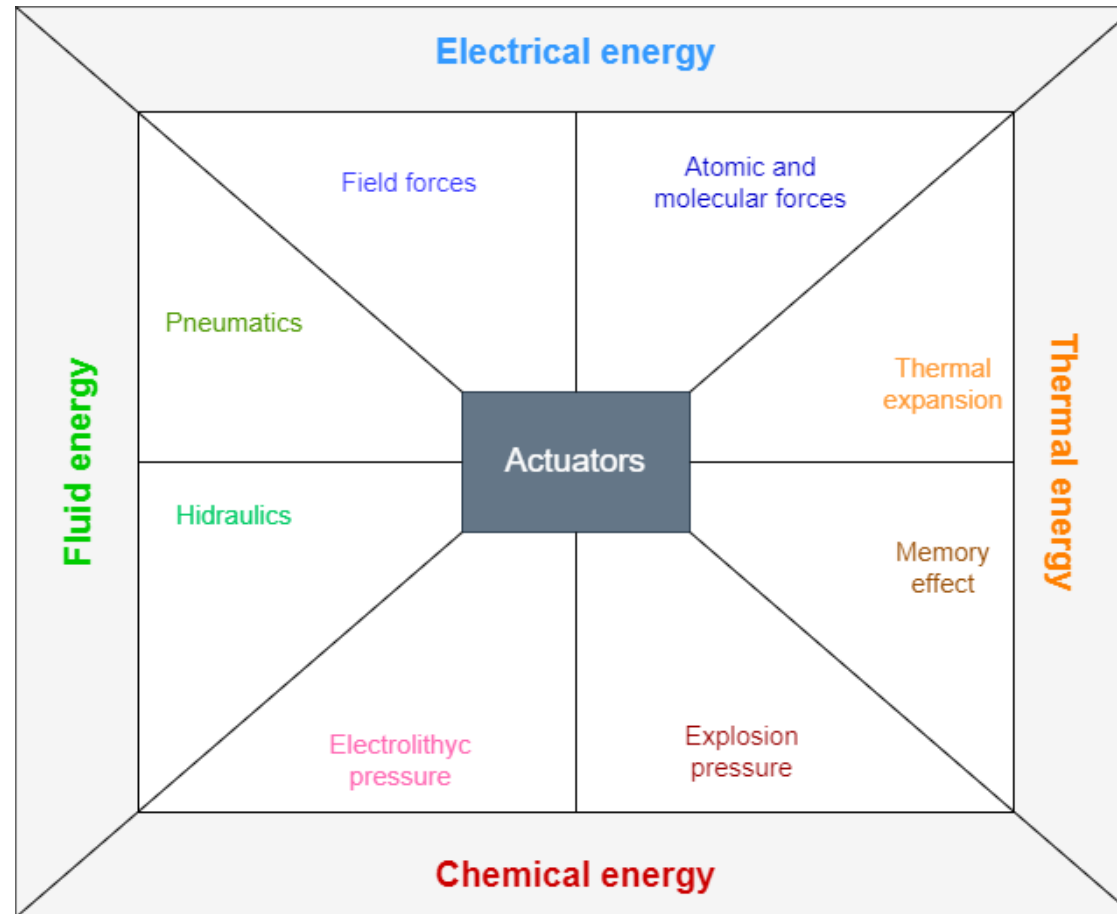 Electrical energy
Field forces
Atomic and
molecular forces
Pneumatics
Thermal
expansion
Fluid energy
Thermal energy
Actuators
Hidraulics
Memory
effect
Electrolithyc
pressure
Explosion
pressure
Chemical energy